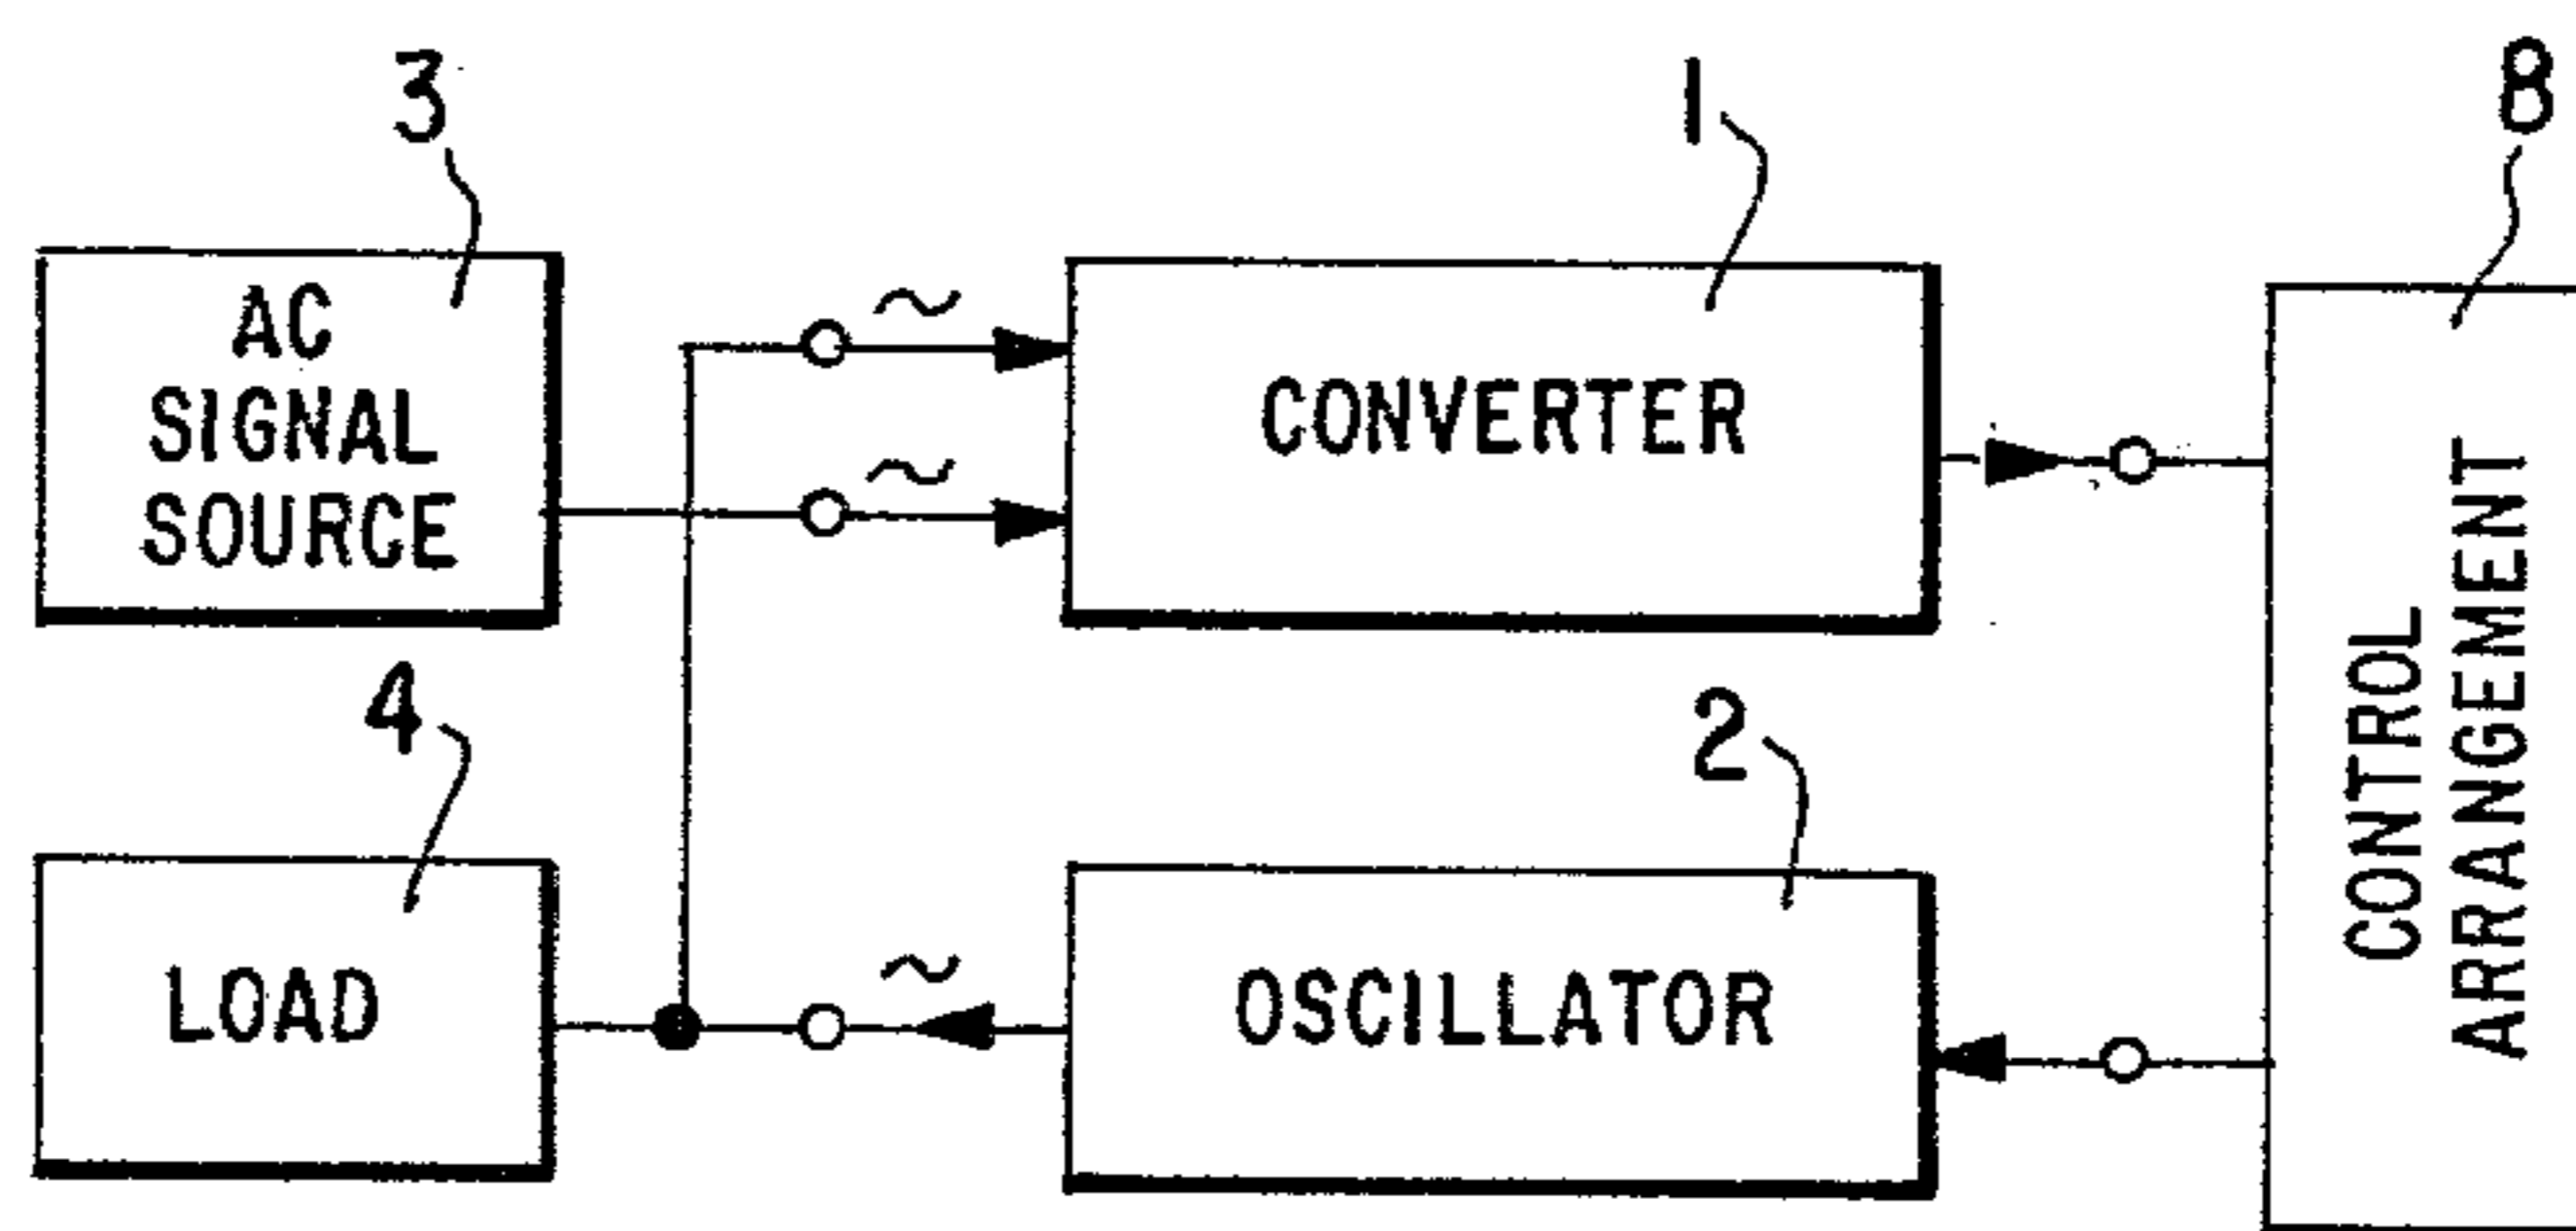 3
1
8
AC
SIGNAL
SOURCE
~
~
CONVERTER
CONTROL
ARRANGEMENT
4
2
LOAD
~
OSCILLATOR